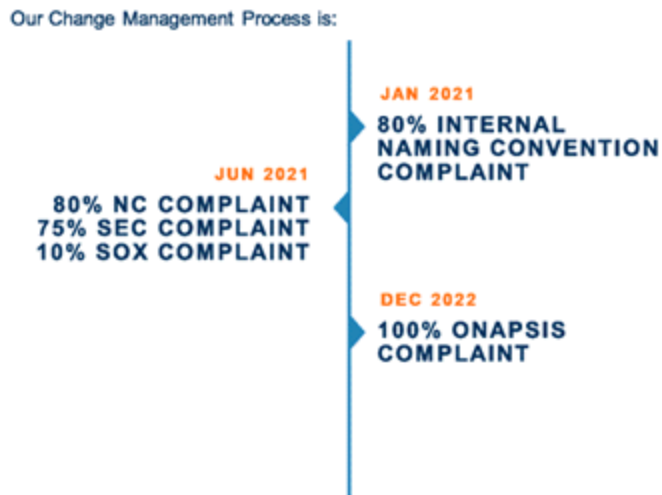 Our Change Management Process is:
JAN 2021
80% INTERNAL
NAMING CONVENTION
COMPLAINT
JUN 2021
80% NC COMPLAINT
75% SEC COMPLAINT
10% SOX COMPLAINT
DEC 2022
100% ONAPSIS
COMPLAINT